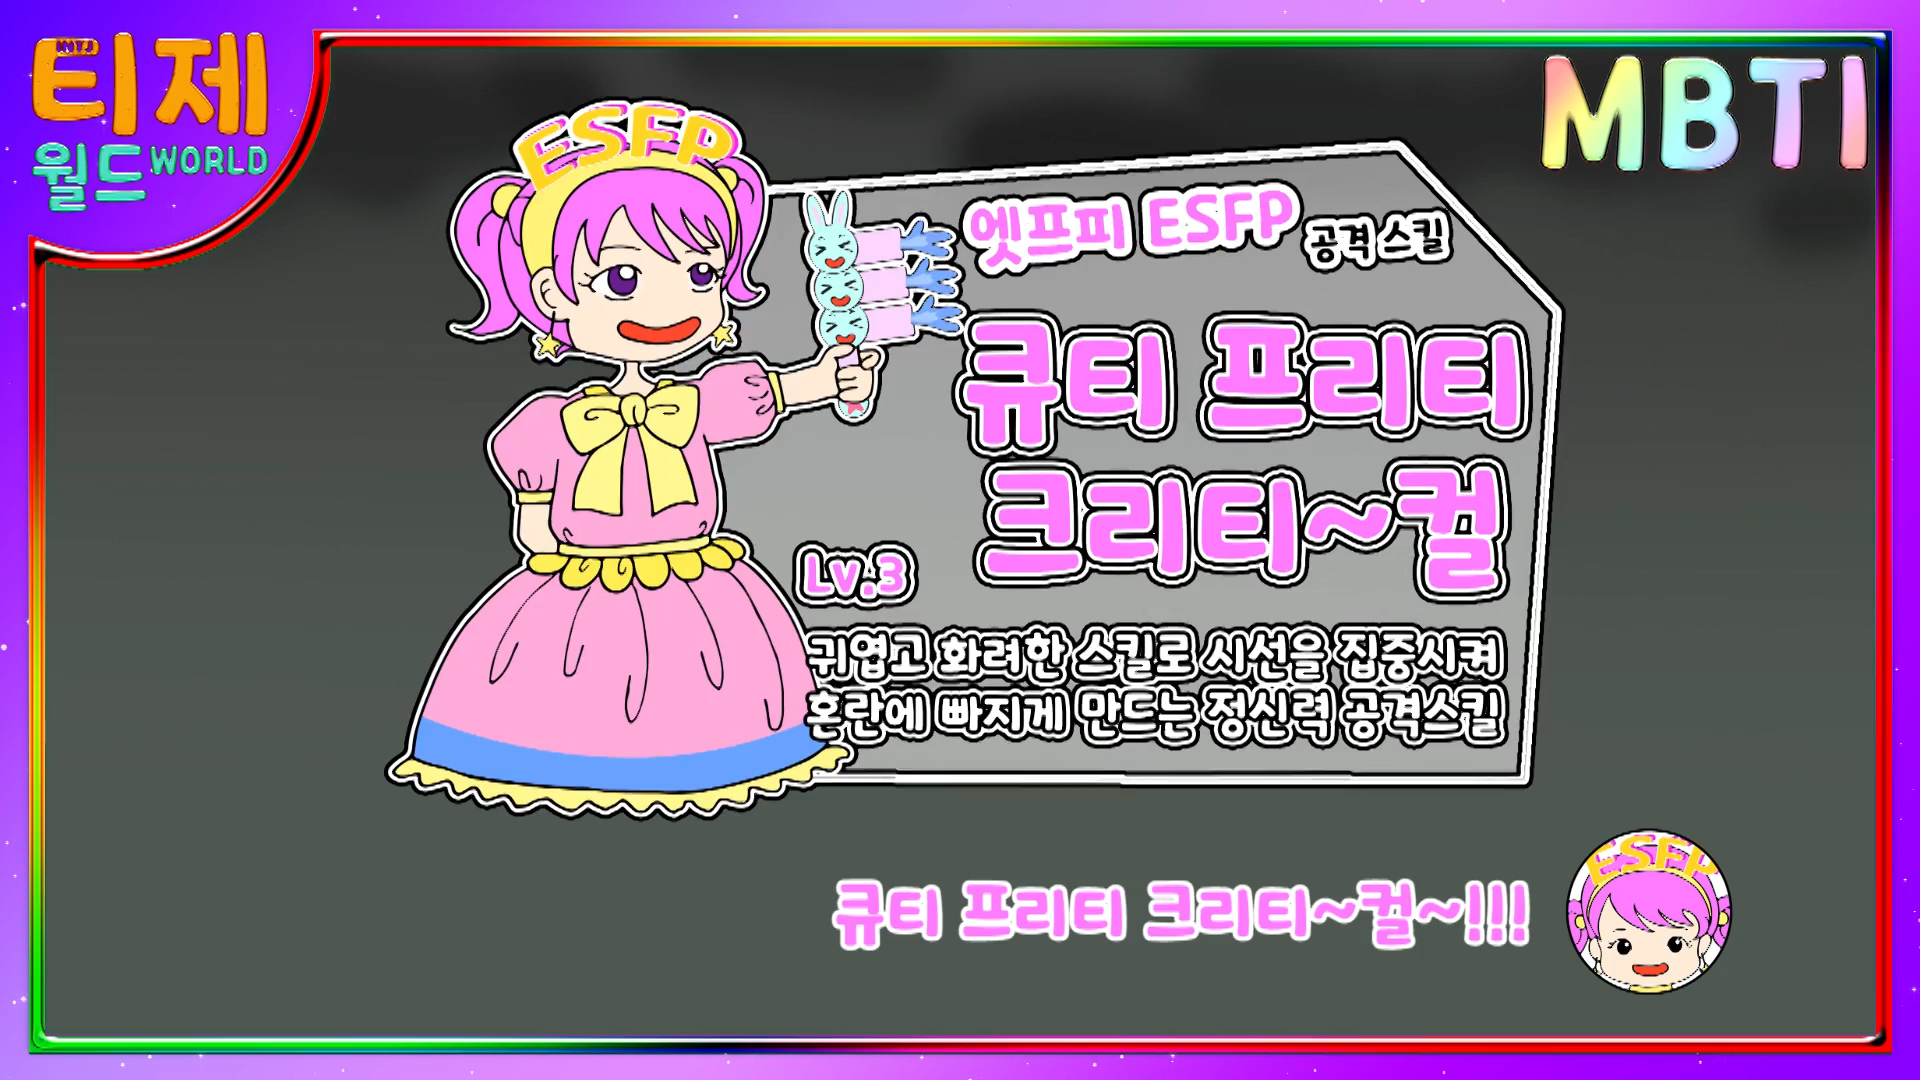 INTJ
티제
월드 WORLD
MBTI
ESFP
엣프피 ESFP 공격 스킬
큐티 프리티
크리티~컬
Lv.3
귀엽고 화려한 스킬로 시선을 집중시켜
혼란에 빠지게 만드는 정신력 공격스킬
큐티 프리티 크리티~컬~!!!
ESFP